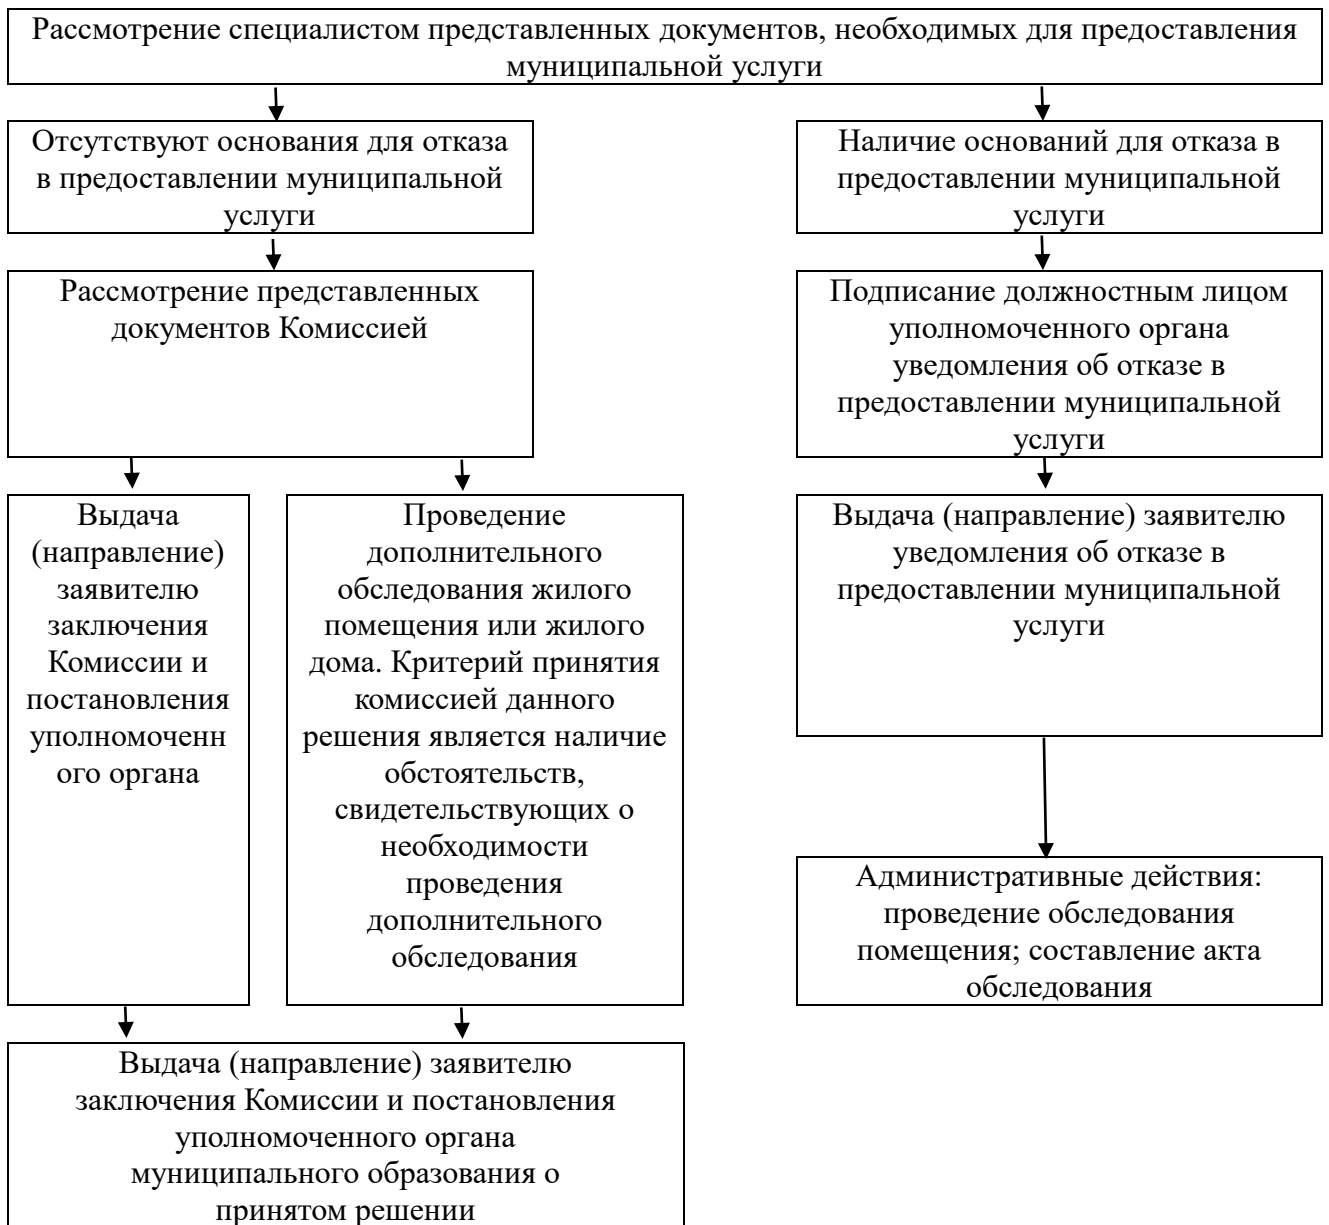 Рассмотрение специалистом представленных документов, необходимых для предоставления
муниципальной услуги
Отсутствуют основания для отказа
в предоставлении муниципальной
услуги
Наличие оснований для отказа в
предоставлении муниципальной
услуги
Рассмотрение представленных
документов Комиссией
Подписание должностным лицом
уполномоченного органа
уведомления об отказе в
предоставлении муниципальной
услуги
Выдача
(направление)
заявителю
заключения
Комиссии и
постановления
уполномоченн
ого органа
Проведение
дополнительного
обследования жилого
помещения или жилого
дома. Критерий принятия
комиссией данного
решения является наличие
обстоятельств,
свидетельствующих о
необходимости
проведения
дополнительного
обследования
Выдача (направление) заявителю
уведомления об отказе в
предоставлении муниципальной
услуги
Административные действия:
проведение обследования
помещения; составление акта
обследования
Выдача (направление) заявителю
заключения Комиссии и постановления
уполномоченного органа
муниципального образования о
принятом решении